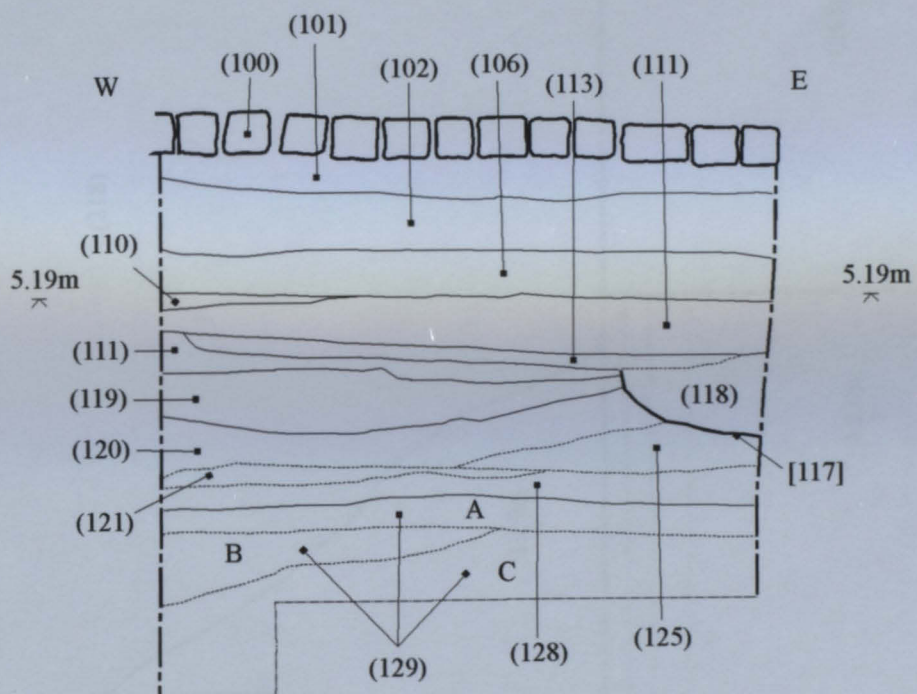 (101)
(100)
(102)
(106)
(111)
W
(113)
E
(110)
5.19m
5.19m
(111)
(119)
(118)
(120)
[117]
(121)
A
B
C
(129)
(128)
(125)